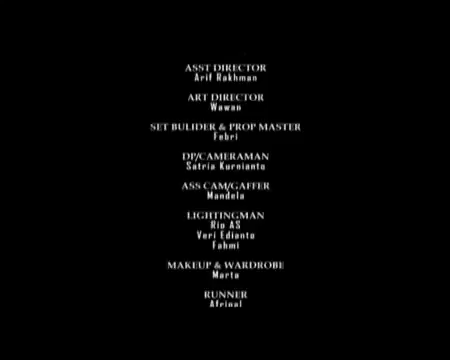 ASST DIRECTOR
Arif Rakhman
ART DIRECTOR
Wawan
SET BULIDER & PROP MASTER
Febri
DP/CAMERAMAN
Satria Kurnianto
ASS CAM/GAFFER
Mandela
LIGHTINGMAN
Rio AS
Veri Edianto
Fahmi
MAKEUP & WARDROBE
Marta
RUNNER